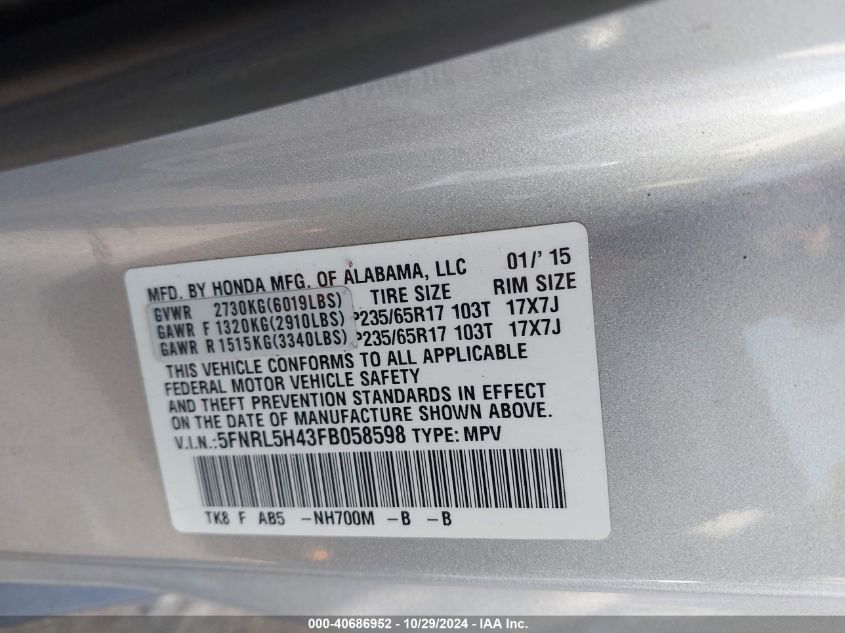 MFD. BY HONDA MFG. OF ALABAMA, LLC 01/' 15
GVWR 2730KG(6019LBS) TIRE SIZE RIM SIZE
GAWR F 1320KG(2910LBS) P235/65R17 103T 17X7J
GAWR R 1515KG(3340LBS) P235/65R17 103T 17X7J
THIS VEHICLE CONFORMS TO ALL APPLICABLE
FEDERAL MOTOR VEHICLE SAFETY
AND THEFT PREVENTION STANDARDS IN EFFECT
ON THE DATE OF MANUFACTURE SHOWN ABOVE.
V.I.N.:5FNRL5H43FB058598 TYPE: MPV
TK8 F AB5 -NH700M -B -B
000-40686952 - 10/29/2024 - IAA Inc.